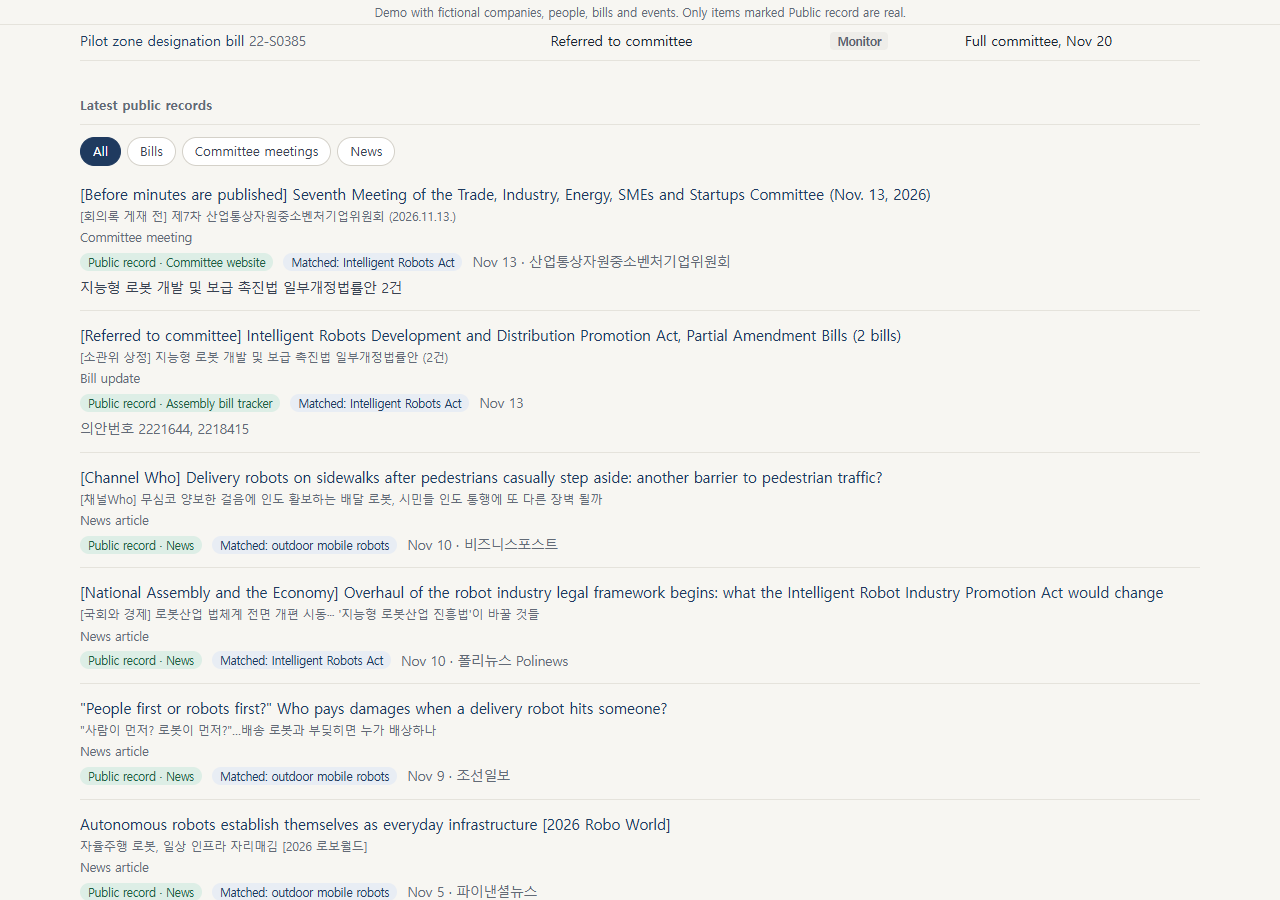 Demo with fictional companies, people, bills and events. Only items marked Public record are real.
Pilot zone designation bill 22-S0385 Referred to committee Monitor Full committee, Nov 20
Latest public records
All Bills Committee meetings News
[Before minutes are published] Seventh Meeting of the Trade, Industry, Energy, SMEs and Startups Committee (Nov. 13, 2026)
[회의록 게재 전] 제7차 산업통상자원중소벤처기업위원회 (2026.11.13.)
Committee meeting
Public record · Committee website Matched: Intelligent Robots Act Nov 13 · 산업통상자원중소벤처기업위원회
지능형 로봇 개발 및 보급 촉진법 일부개정법률안 2건
[Referred to committee] Intelligent Robots Development and Distribution Promotion Act, Partial Amendment Bills (2 bills)
[소관위 상정] 지능형 로봇 개발 및 보급 촉진법 일부개정법률안 (2건)
Bill update
Public record · Assembly bill tracker Matched: Intelligent Robots Act Nov 13
의안번호 2221644, 2218415
[Channel Who] Delivery robots on sidewalks after pedestrians casually step aside: another barrier to pedestrian traffic?
[채널Who] 무심코 양보한 걸음에 인도 활보하는 배달 로봇, 시민들 인도 통행에 또 다른 장벽 될까
News article
Public record · News Matched: outdoor mobile robots Nov 10 · 비즈니스포스트
[National Assembly and the Economy] Overhaul of the robot industry legal framework begins: what the Intelligent Robot Industry Promotion Act would change
[국회와 경제] 로봇산업 법체계 전면 개편 시동… '지능형 로봇산업 진흥법'이 바꿀 것들
News article
Public record · News Matched: Intelligent Robots Act Nov 10 · 폴리뉴스 Polinews
"People first or robots first?" Who pays damages when a delivery robot hits someone?
"사람이 먼저? 로봇이 먼저?"...배송 로봇과 부딪히면 누가 배상하나
News article
Public record · News Matched: outdoor mobile robots Nov 9 · 조선일보
Autonomous robots establish themselves as everyday infrastructure [2026 Robo World]
자율주행 로봇, 일상 인프라 자리매김 [2026 로보월드]
News article
Public record · News Matched: outdoor mobile robots Nov 5 · 파이낸셜뉴스